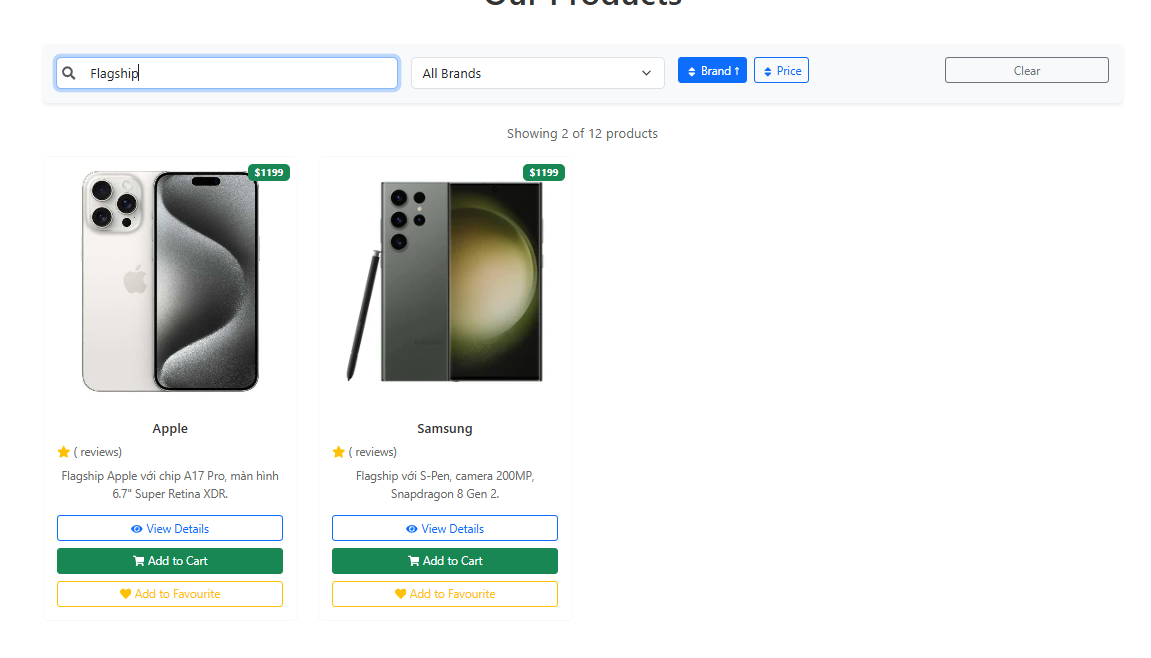 Our Products
Flagship
All Brands
Brand ↑
Price
Clear
Showing 2 of 12 products
$1199
$1199
Apple
( reviews)
Flagship Apple với chip A17 Pro, màn hình
6.7" Super Retina XDR.
View Details
Add to Cart
Add to Favourite
Samsung
( reviews)
Flagship với S-Pen, camera 200MP,
Snapdragon 8 Gen 2.
View Details
Add to Cart
Add to Favourite